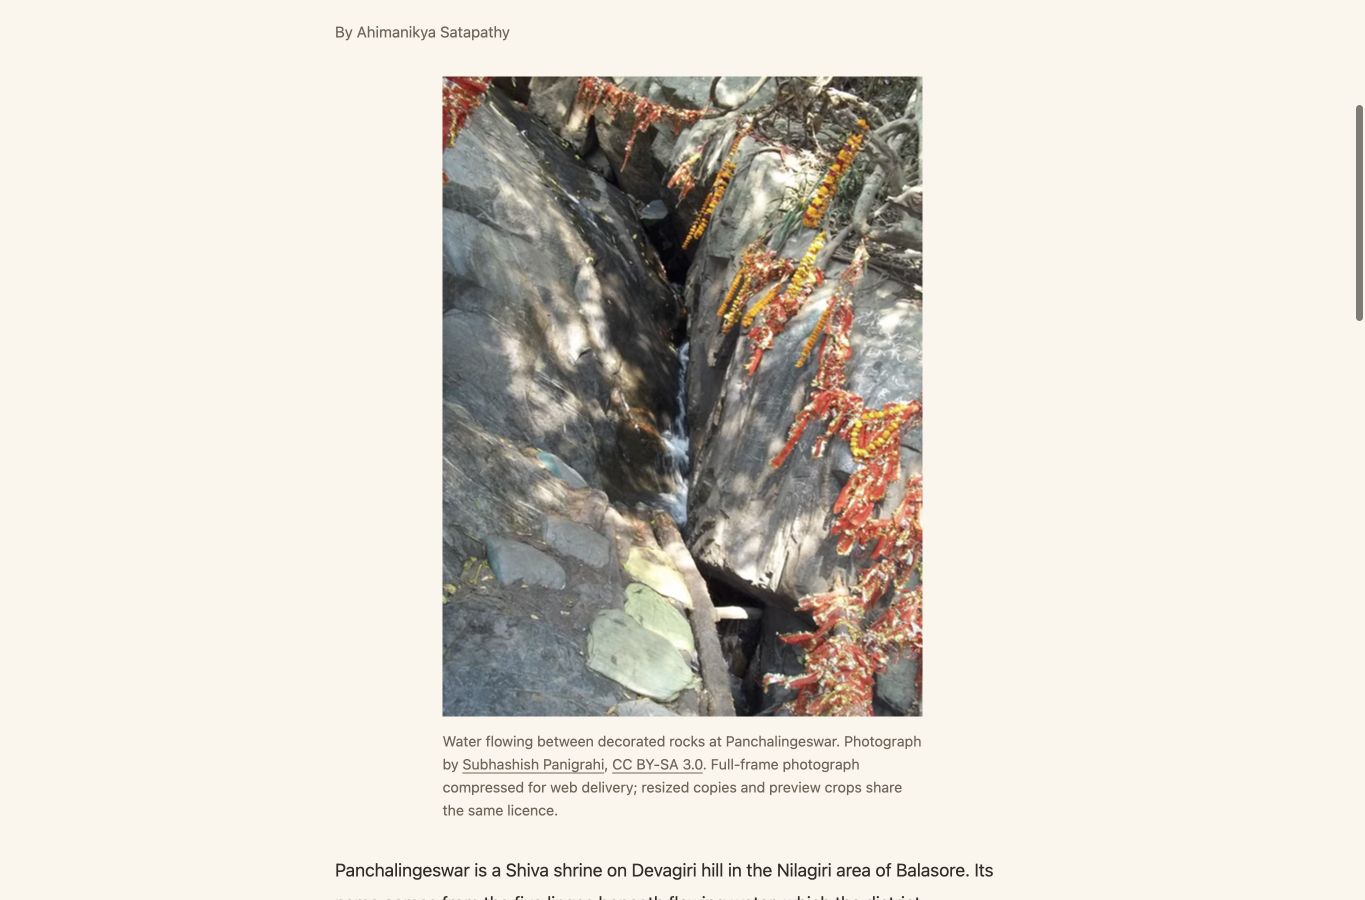 By Ahimanikya Satapathy
Water flowing between decorated rocks at Panchalingeswar. Photograph
by Subhashish Panigrahi, CC BY-SA 3.0. Full-frame photograph
compressed for web delivery; resized copies and preview crops share
the same licence.
Panchalingeswar is a Shiva shrine on Devagiri hill in the Nilagiri area of Balasore. Its